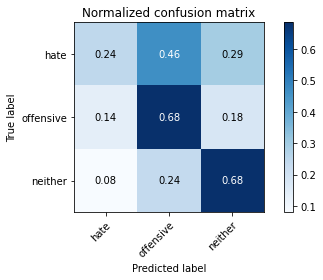 Normalized confusion matrix
True label
hate 0.24 0.46 0.29
offensive 0.14 0.68 0.18
neither 0.08 0.24 0.68
hate offensive neither
Predicted label
0.6
0.5
0.4
0.3
0.2
0.1